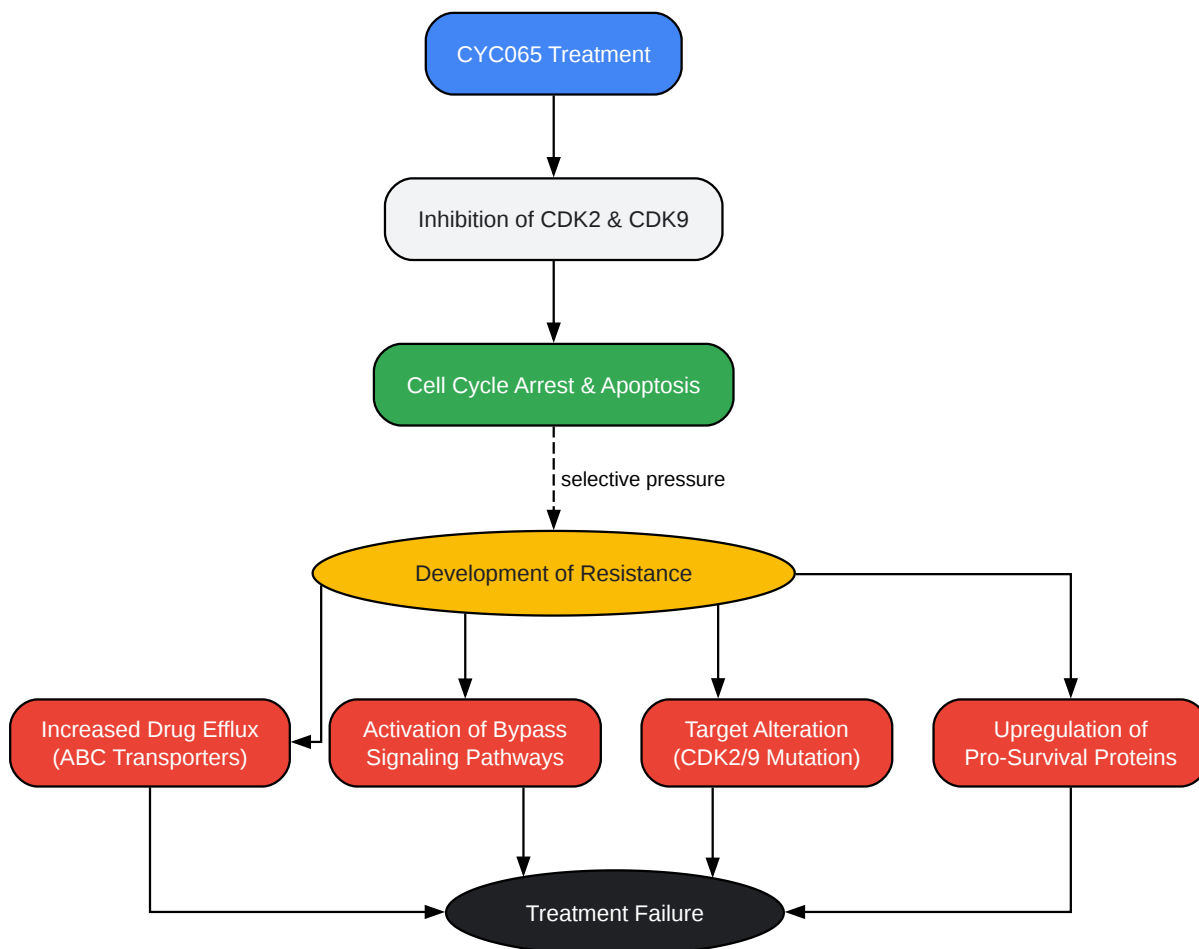 CYC065 Treatment
Inhibition of CDK2 & CDK9
Cell Cycle Arrest & Apoptosis
selective pressure
Development of Resistance
Increased Drug Efflux
(ABC Transporters)
Activation of Bypass
Signaling Pathways
Target Alteration
(CDK2/9 Mutation)
Upregulation of
Pro-Survival Proteins
Treatment Failure